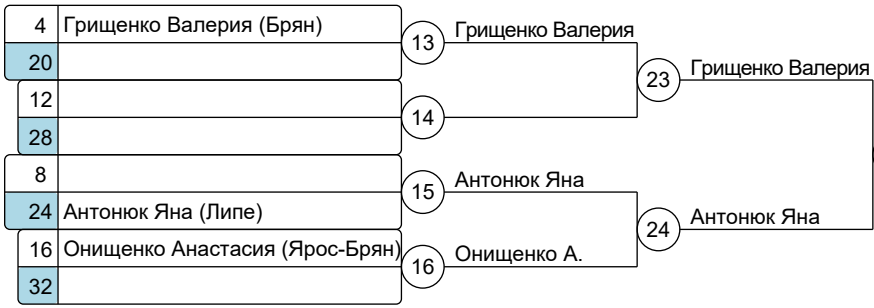 4 Грищенко Валерия (Брян)
20
12
28
8
24 Антонюк Яна (Липе)
16 Онищенко Анастасия (Ярос-Брян)
32
13 Грищенко Валерия
14
15 Антонюк Яна
16 Онищенко А.
23 Грищенко Валерия
24 Антонюк Яна